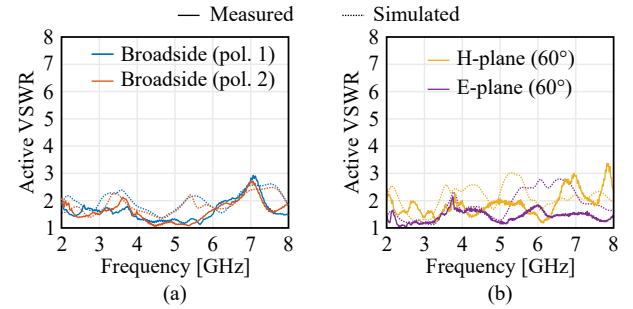 Measured Simulated
8 7 6 5 4 3 2 1
Active VSWR
Broadside (pol. 1)
Broadside (pol. 2)
2 3 4 5 6 7 8
Frequency [GHz]
(a)
8 7 6 5 4 3 2 1
Active VSWR
H-plane (60°)
E-plane (60°)
2 3 4 5 6 7 8
Frequency [GHz]
(b)